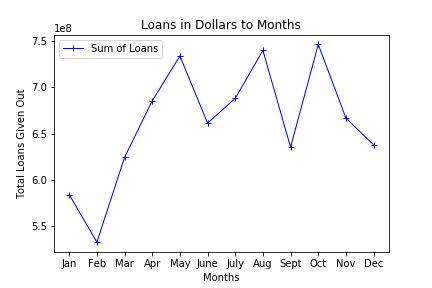 Loans in Dollars to Months
1e8
Sum of Loans
7.5
7.0
6.5
6.0
5.5
Total Loans Given Out
Jan Feb Mar Apr May June July Aug Sept Oct Nov Dec
Months